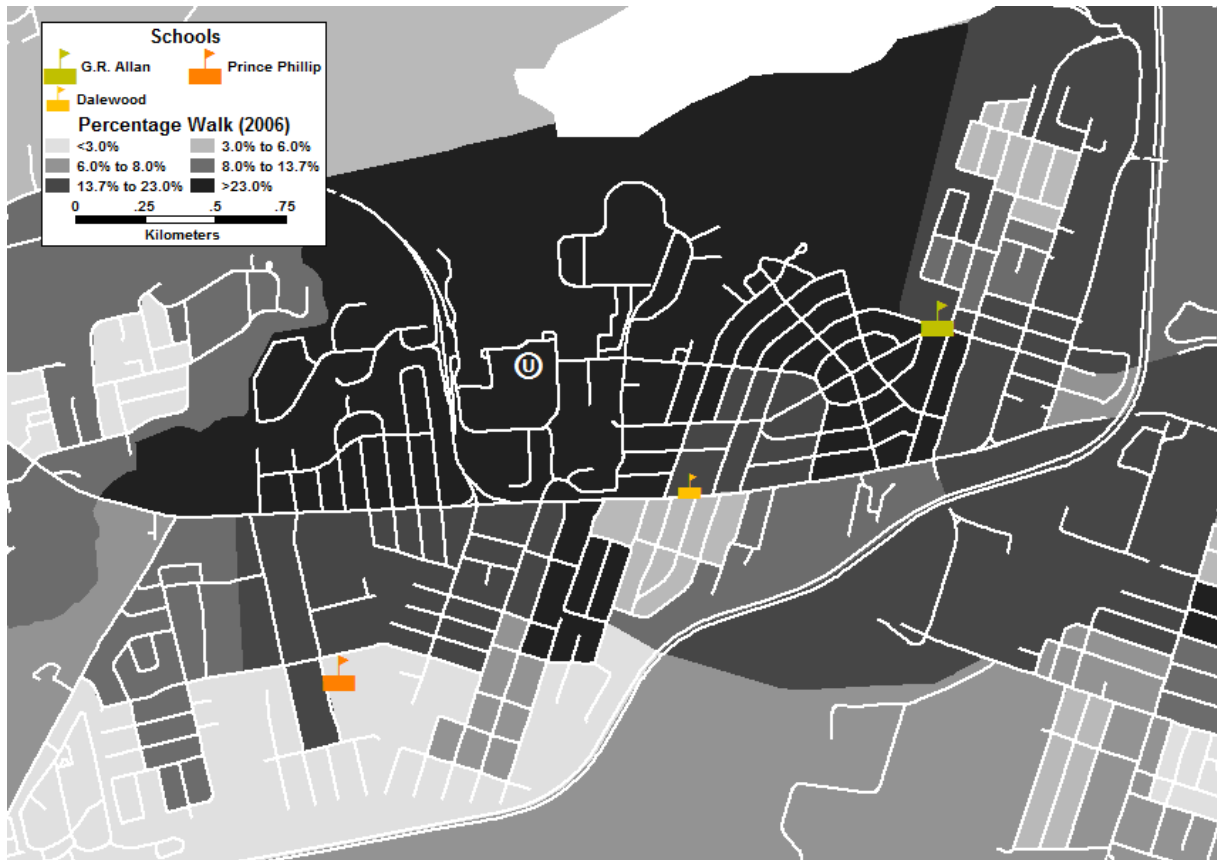 Schools
G.R. Allan Prince Phillip
Dalewood
Percentage Walk (2006)
<3.0% 3.0% to 6.0%
6.0% to 8.0% 8.0% to 13.7%
13.7% to 23.0% >23.0%
0 .25 .50 .75
Kilometers
U